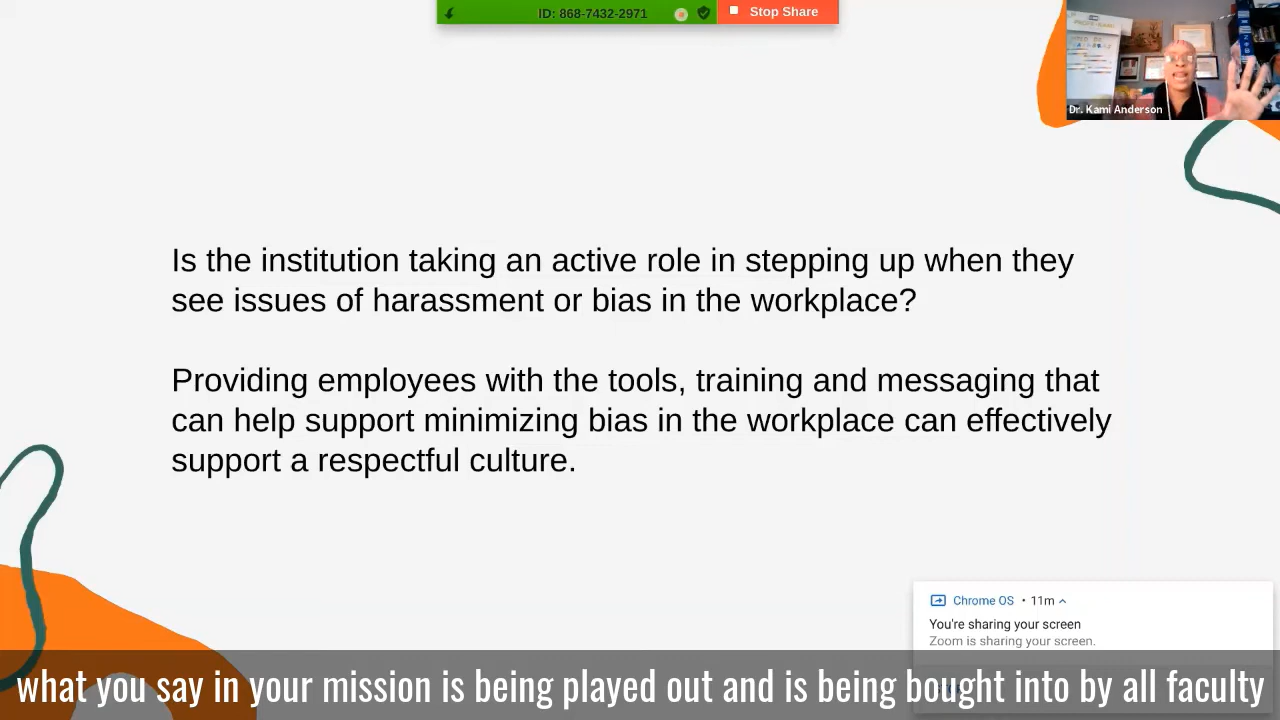 ID: 868-7432-2971
Stop Share
Dr. Kami Anderson
Is the institution taking an active role in stepping up when they
see issues of harassment or bias in the workplace?
Providing employees with the tools, training and messaging that
can help support minimizing bias in the workplace can effectively
support a respectful culture.
Chrome OS • 11m
You're sharing your screen
Zoom is sharing your screen.
what you say in your mission is being played out and is being bought into by all faculty